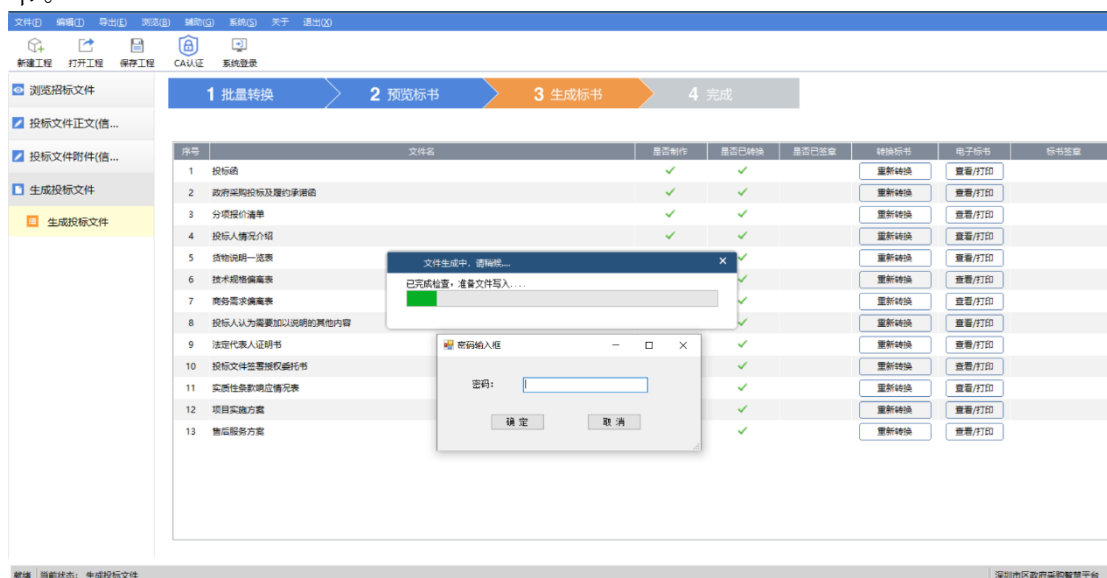 文件(F) 编辑(I) 导出(E) 浏览(B) 辅助(G) 系统(S) 关于 退出(X)
新建工程 打开工程 保存工程 CA认证 系统登录
浏览招标文件
投标文件正文(信...
投标文件附件(信...
生成投标文件
生成投标文件
1 批量转换 2 预览标书 3 生成标书 4 完成
序号 文件名 是否制作 是否已转换 是否已签章 转换标书 电子标书 标书签章
1 投标函 重新转换 查看/打印
2 政府采购投标及履约承诺函 重新转换 查看/打印
3 分项报价清单 重新转换 查看/打印
4 投标人情况介绍 重新转换 查看/打印
5 货物说明一览表 重新转换 查看/打印
6 技术规格偏离表 重新转换 查看/打印
7 商务需求偏离表 重新转换 查看/打印
8 投标人认为需要加以说明的其他内容 重新转换 查看/打印
9 法定代表人证明书 重新转换 查看/打印
10 投标文件签署授权委托书 重新转换 查看/打印
11 实质性条款响应情况表 重新转换 查看/打印
12 项目实施方案 重新转换 查看/打印
13 售后服务方案 重新转换 查看/打印
文件生成中，请稍候....
已完成检查，准备文件写入....
密码输入框
密码：
确定 取消
就绪 当前状态： 生成投标文件 深圳市区政府采购智慧平台